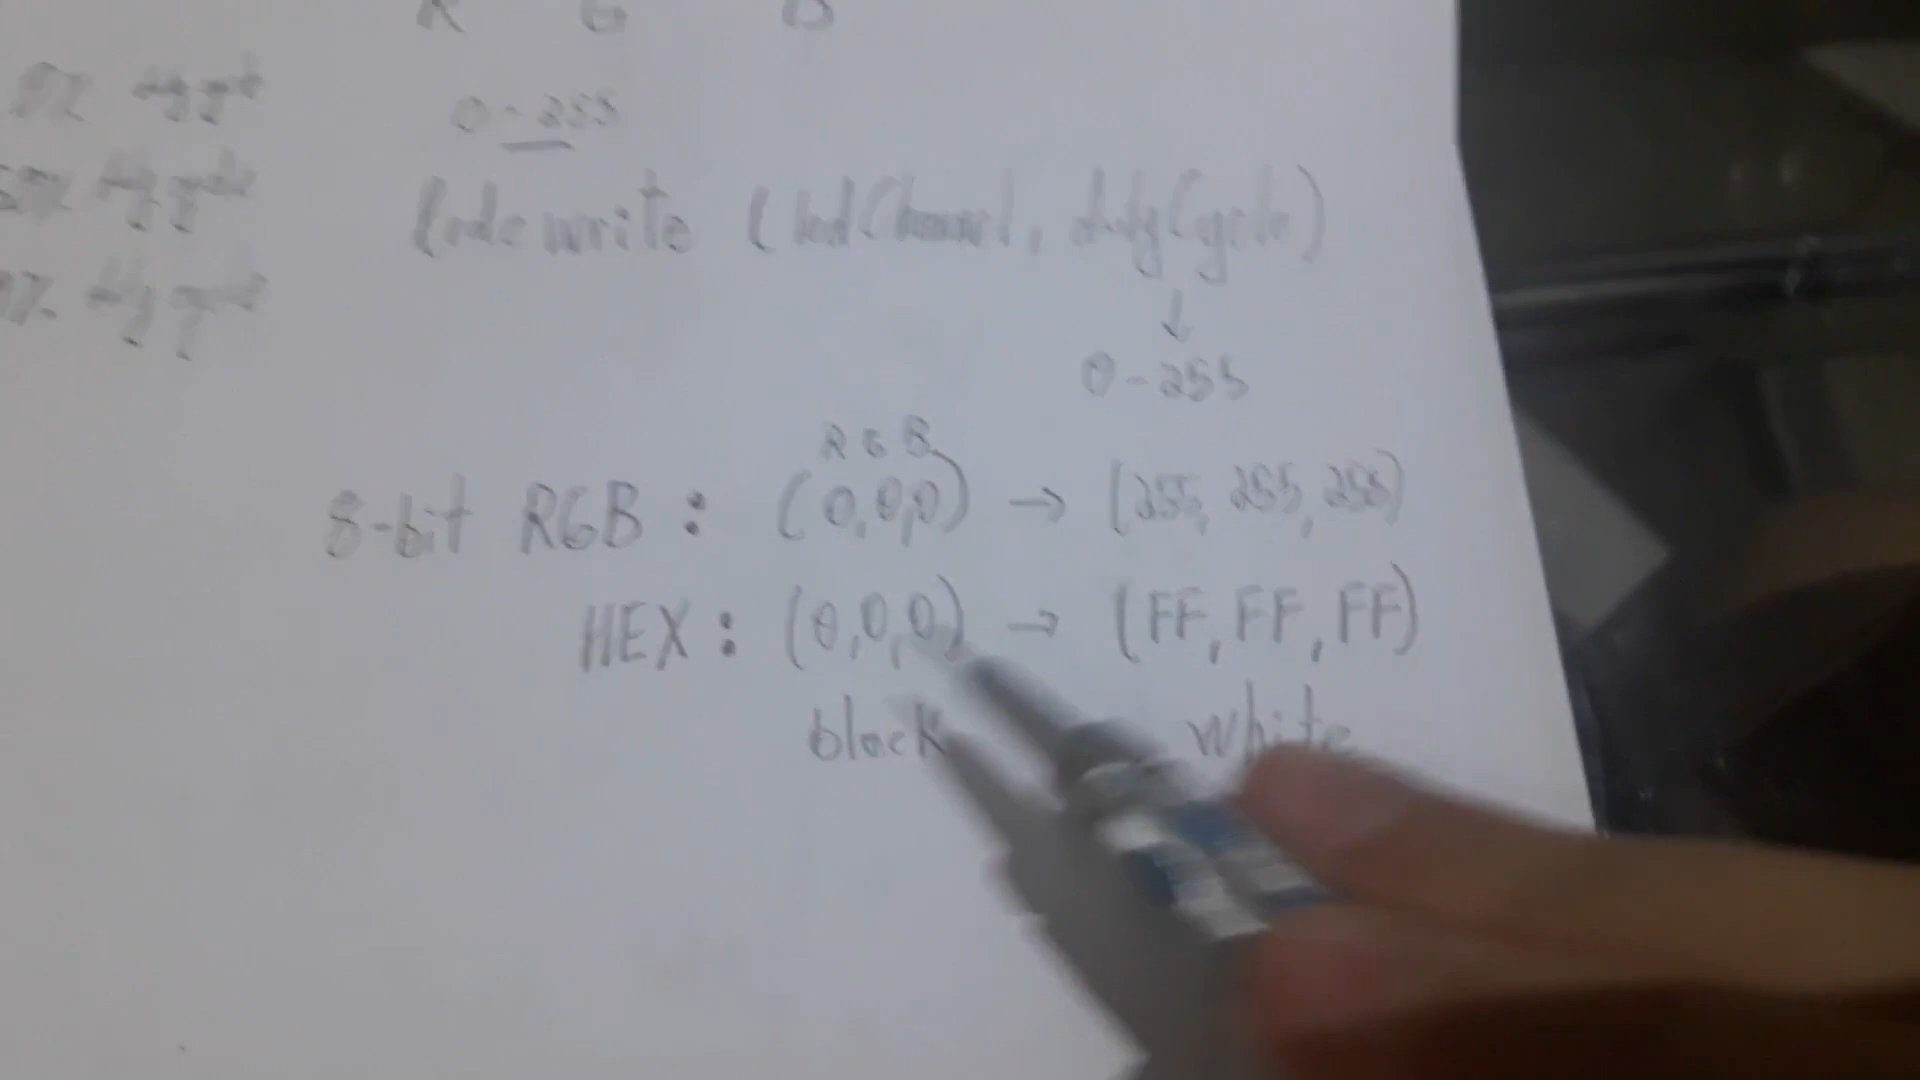 R G B
0 - 255
(ledChannel, dutyCycle)
↓
0 - 255
R G B
8-bit RGB : (0,0,0) → (255, 255, 255)
HEX : (0,0,0) → (FF, FF, FF)
black white